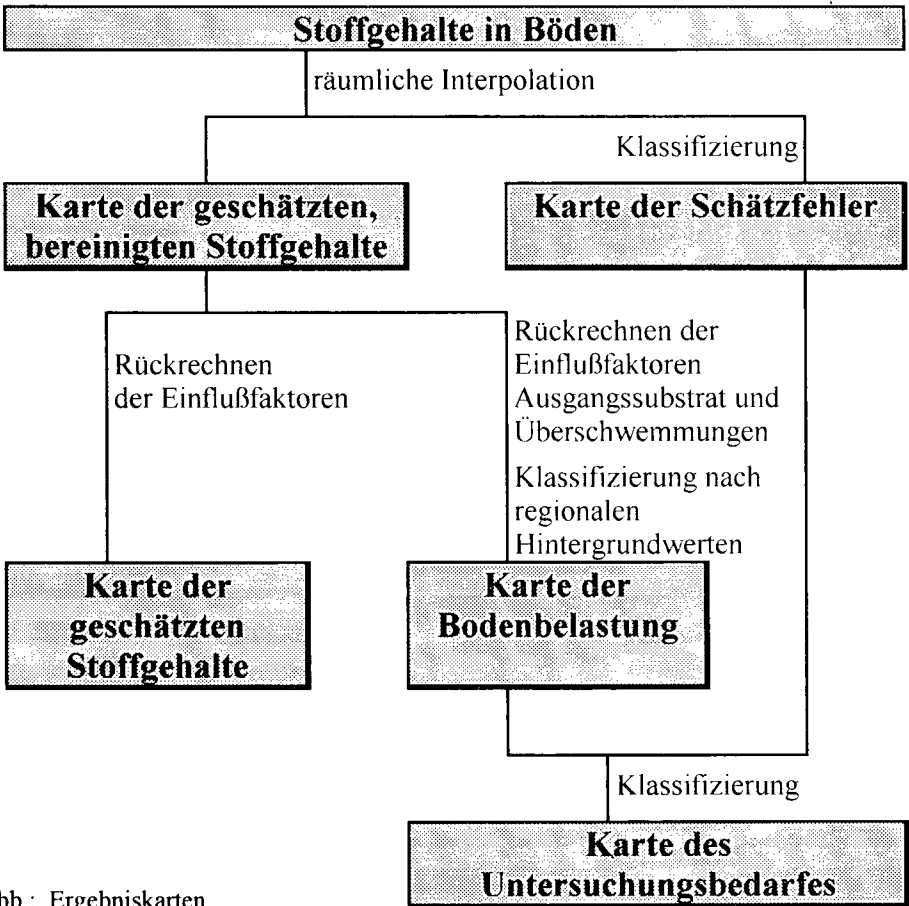 Stoffgehalte in Böden
räumliche Interpolation
Klassifizierung
Karte der geschätzten,
bereinigten Stoffgehalte
Karte der Schätzfehler
Rückrechnen
der Einflußfaktoren
Rückrechnen der
Einflußfaktoren
Ausgangssubstrat und
Überschwemmungen
Klassifizierung nach
regionalen
Hintergrundwerten
Karte der
geschätzten
Stoffgehalte
Karte der
Bodenbelastung
Klassifizierung
Karte des
Untersuchungsbedarfes
bb.: Ergebniskarten